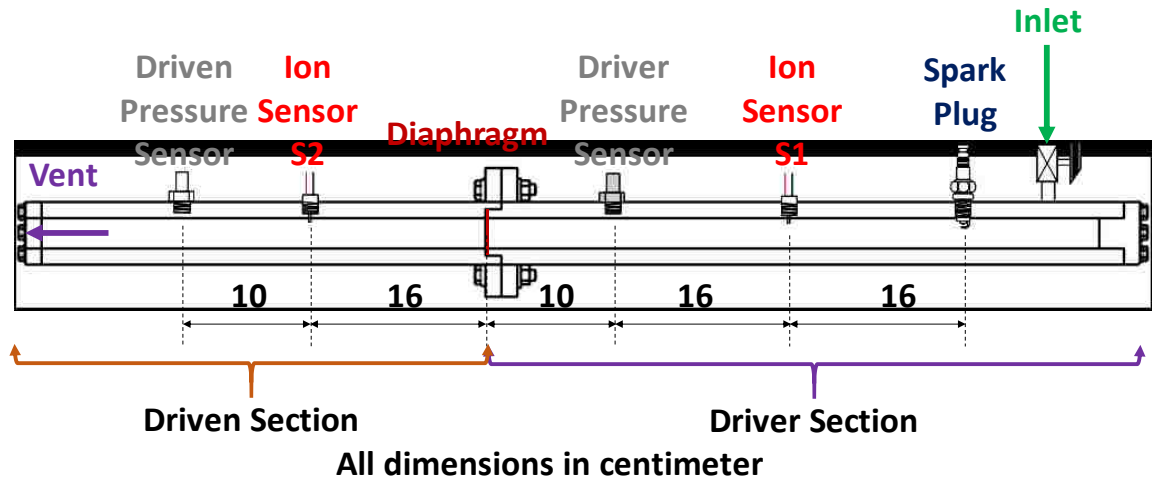 Inlet
Driven
Pressure
Sensor
Ion
Sensor
S2
Diaphragm
Driver
Pressure
Sensor
Ion
Sensor
S1
Spark
Plug
Vent
10
16
10
16
16
Driven Section
Driver Section
All dimensions in centimeter